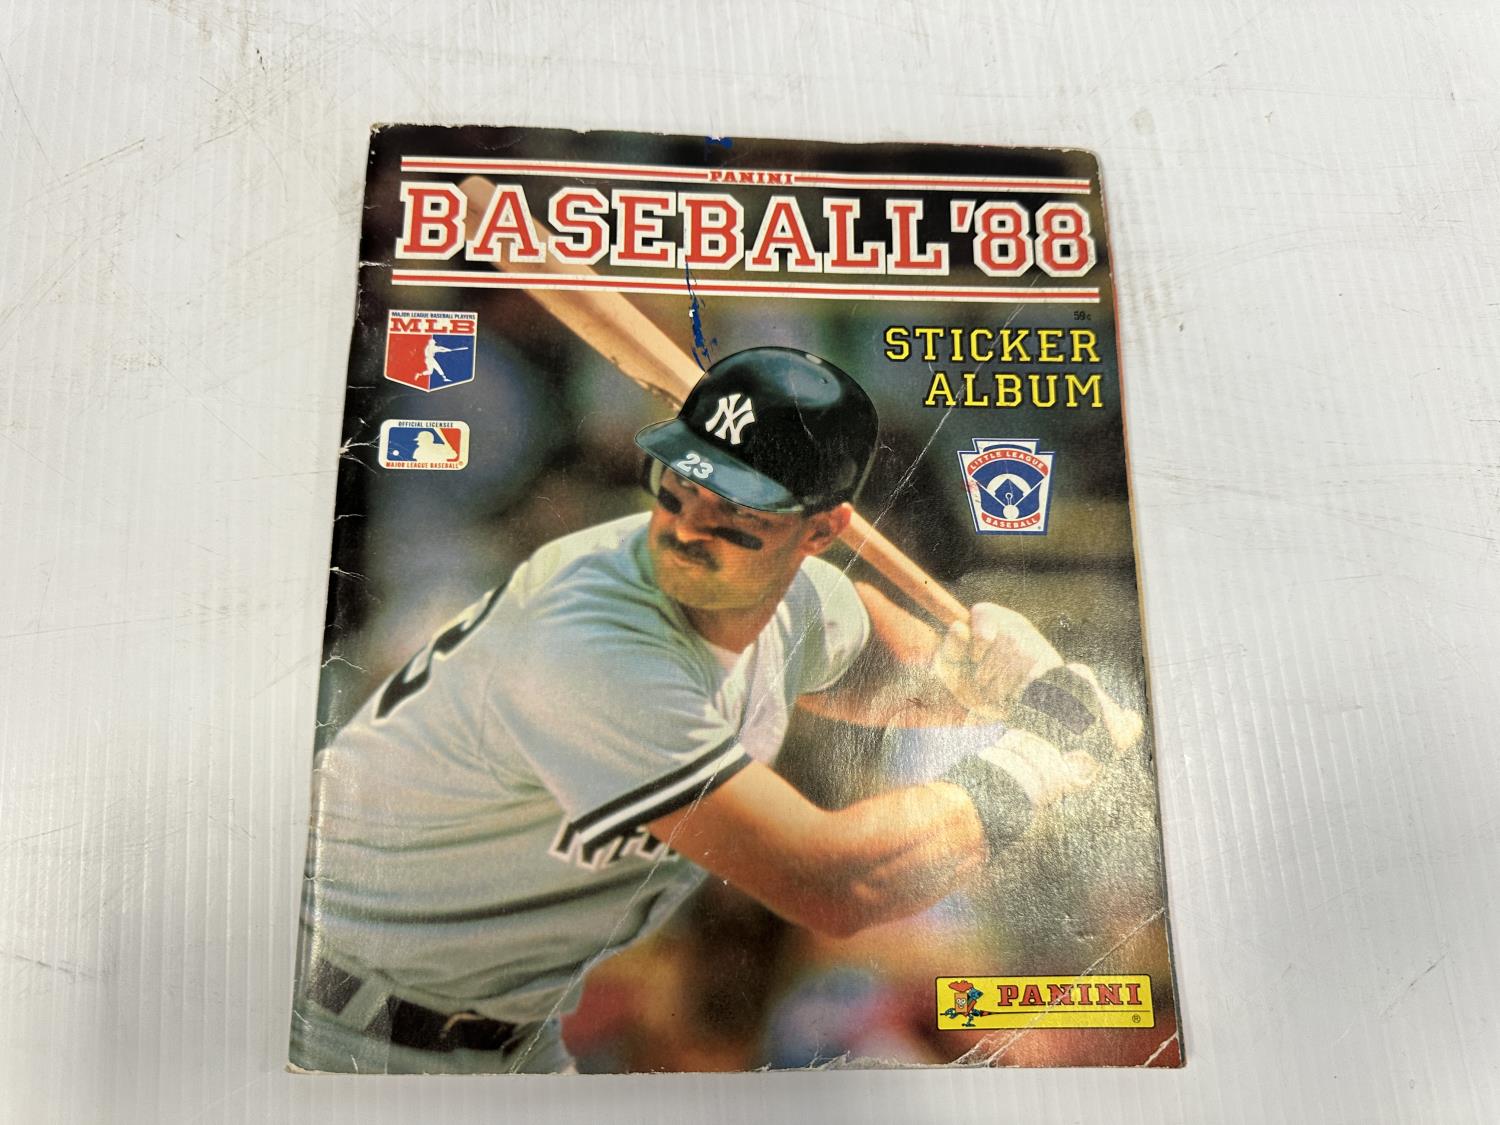 PANINI
BASEBALL '88
59¢
MAJOR LEAGUE BASEBALL PLAYERS
MLB
STICKER
ALBUM
OFFICIAL LICENSEE
MAJOR LEAGUE BASEBALL®
LITTLE LEAGUE
BASEBALL
NY
23
PANINI
®